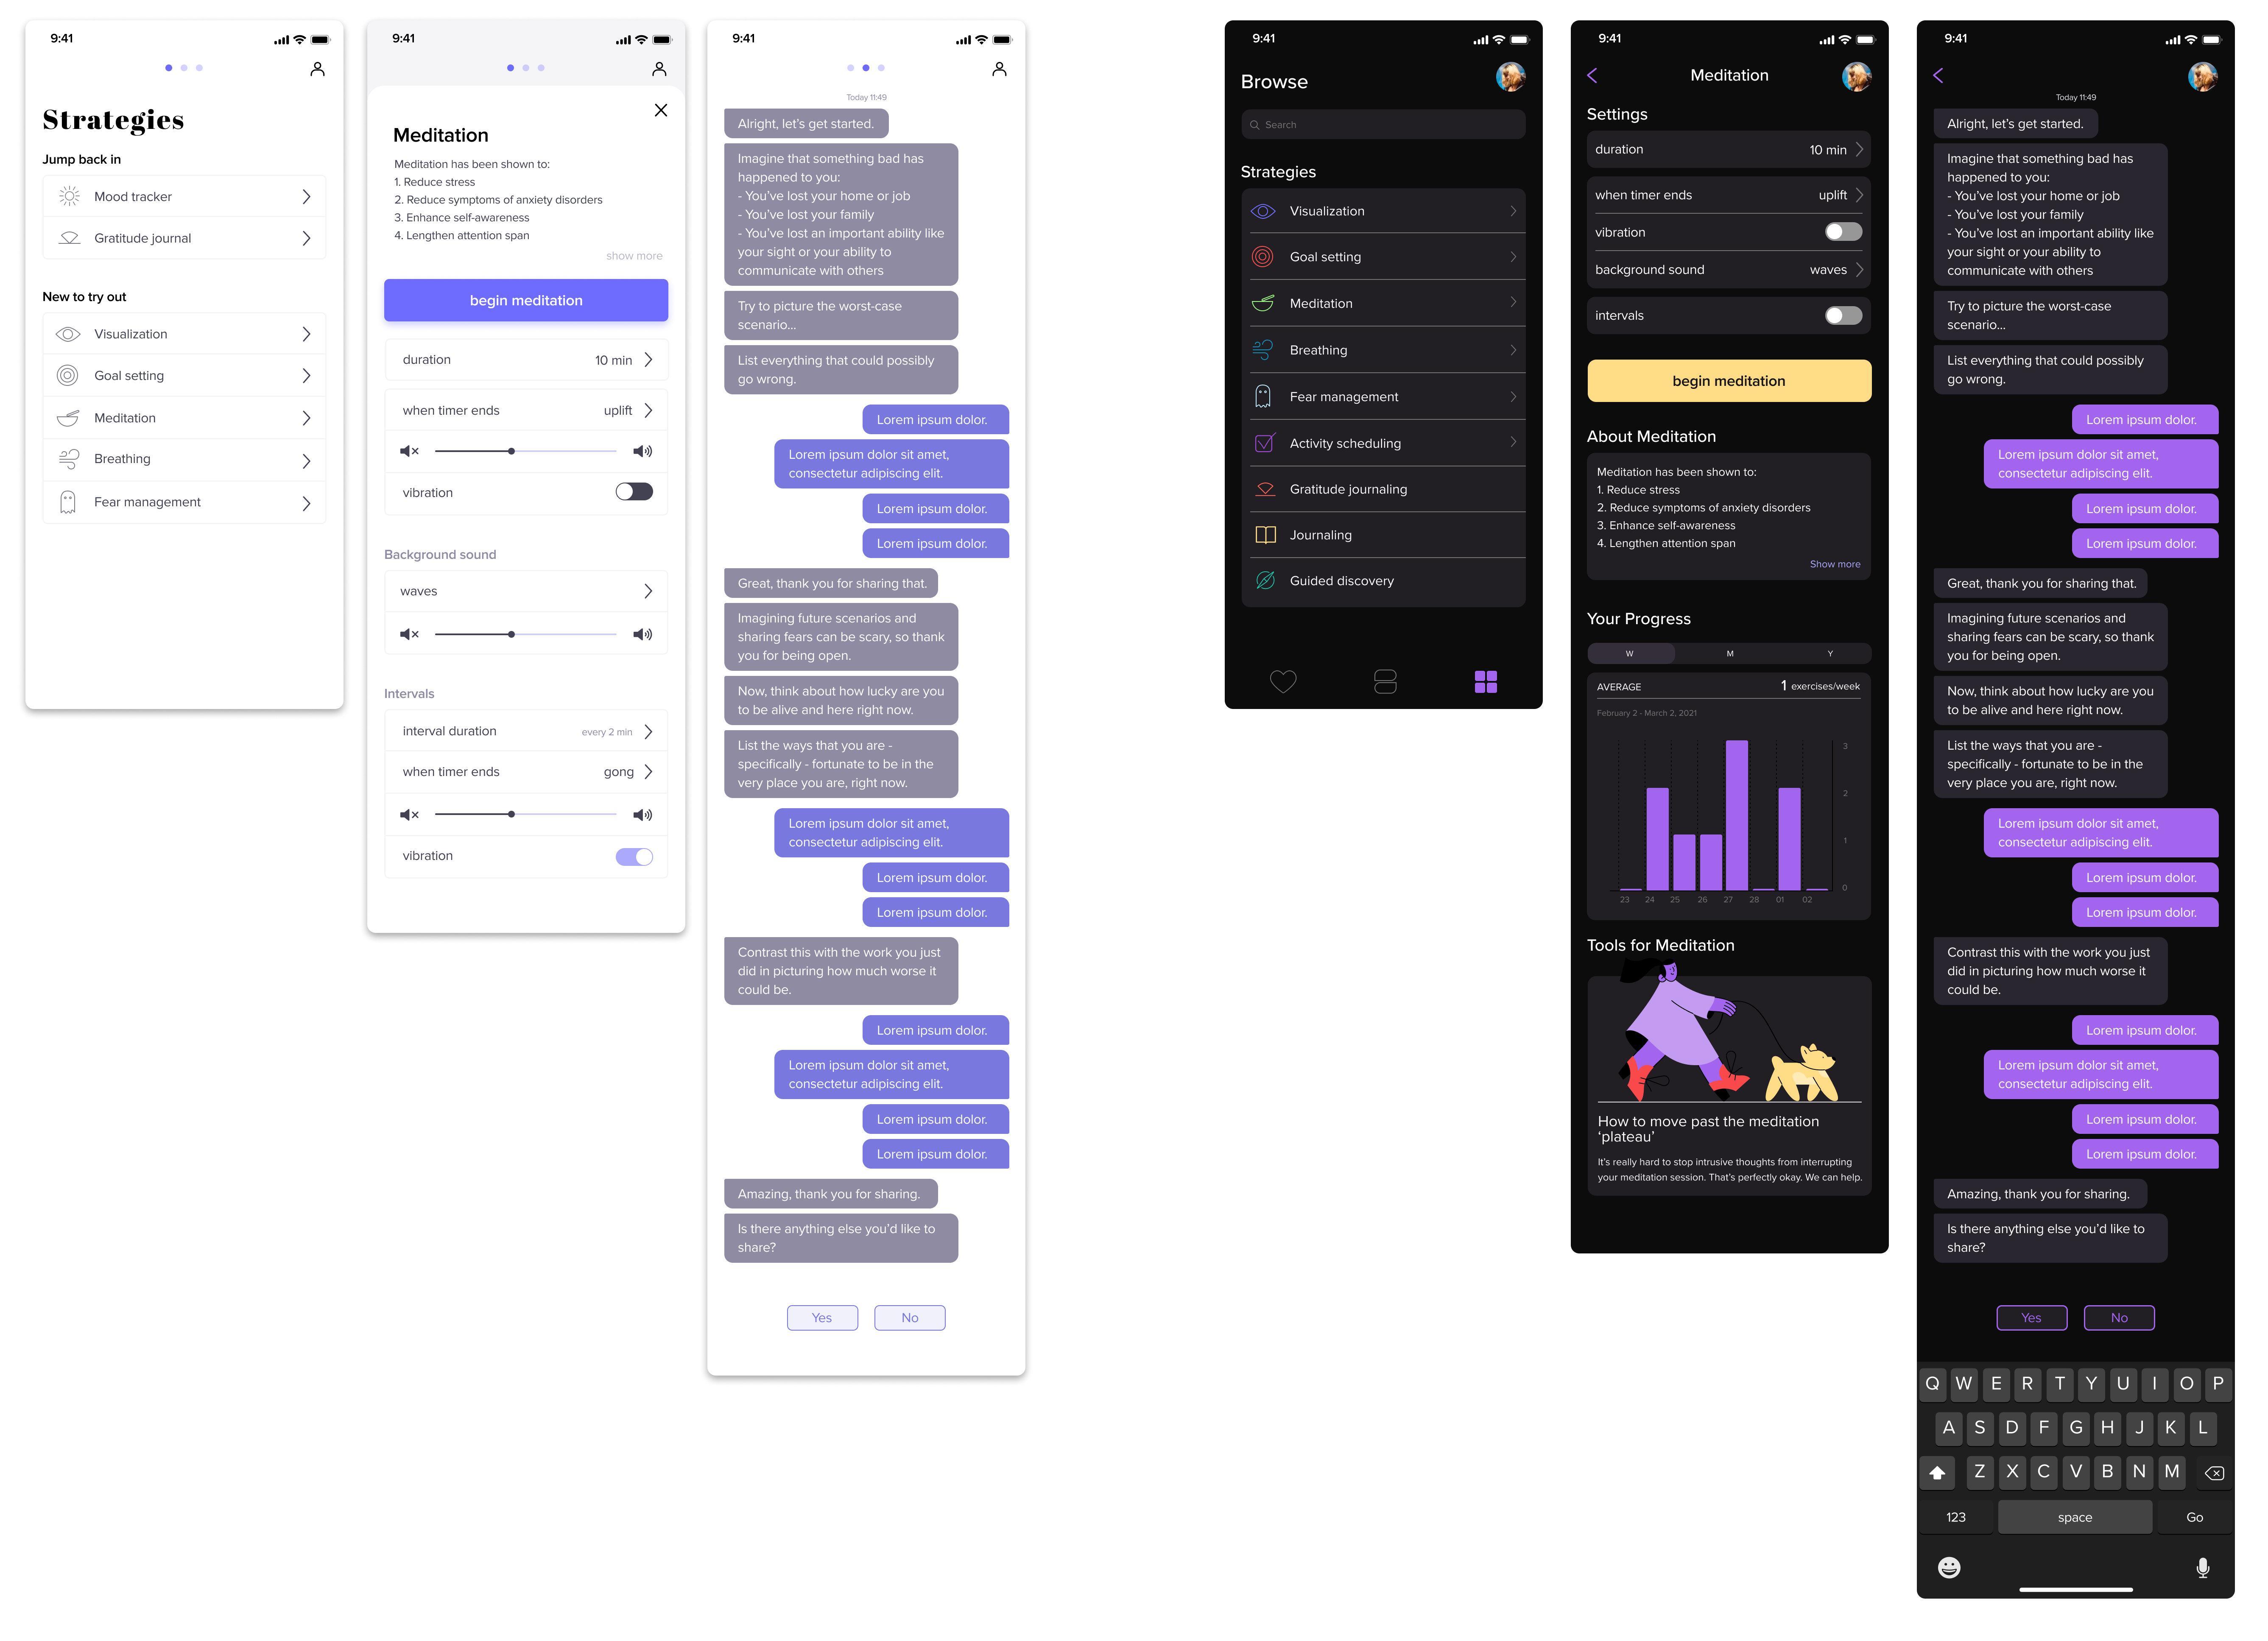 9:41
Strategies
Jump back in
Mood tracker
Gratitude journal
New to try out
Visualization
Goal setting
Meditation
Breathing
Fear management
9:41
Meditation
Meditation has been shown to:
1. Reduce stress
2. Reduce symptoms of anxiety disorders
3. Enhance self-awareness
4. Lengthen attention span
show more
begin meditation
duration 10 min
when timer ends uplift
vibration
Background sound
waves
Intervals
interval duration every 2 min
when timer ends gong
vibration
9:41
Today 11:49
Alright, let's get started.
Imagine that something bad has
happened to you:
- You've lost your home or job
- You've lost your family
- You've lost an important ability like
your sight or your ability to
communicate with others
Try to picture the worst-case
scenario...
List everything that could possibly
go wrong.
Lorem ipsum dolor.
Lorem ipsum dolor sit amet,
consectetur adipiscing elit.
Lorem ipsum dolor.
Lorem ipsum dolor.
Great, thank you for sharing that.
Imagining future scenarios and
sharing fears can be scary, so thank
you for being open.
Now, think about how lucky are you
to be alive and here right now.
List the ways that you are -
specifically - fortunate to be in the
very place you are, right now.
Lorem ipsum dolor sit amet,
consectetur adipiscing elit.
Lorem ipsum dolor.
Lorem ipsum dolor.
Contrast this with the work you just
did in picturing how much worse it
could be.
Lorem ipsum dolor.
Lorem ipsum dolor sit amet,
consectetur adipiscing elit.
Lorem ipsum dolor.
Lorem ipsum dolor.
Amazing, thank you for sharing.
Is there anything else you'd like to
share?
Yes No
9:41
Browse
Search
Strategies
Visualization
Goal setting
Meditation
Breathing
Fear management
Activity scheduling
Gratitude journaling
Journaling
Guided discovery
9:41
Meditation
Settings
duration 10 min
when timer ends uplift
vibration
background sound waves
intervals
begin meditation
About Meditation
Meditation has been shown to:
1. Reduce stress
2. Reduce symptoms of anxiety disorders
3. Enhance self-awareness
4. Lengthen attention span
Show more
Your Progress
W M Y
AVERAGE 1 exercises/week
February 2 - March 2, 2021
3
2
1
0
23 24 25 26 27 28 01 02
Tools for Meditation
How to move past the meditation
‘plateau’
It's really hard to stop intrusive thoughts from interrupting
your meditation session. That's perfectly okay. We can help.
9:41
Today 11:49
Alright, let's get started.
Imagine that something bad has
happened to you:
- You've lost your home or job
- You've lost your family
- You've lost an important ability like
your sight or your ability to
communicate with others
Try to picture the worst-case
scenario...
List everything that could possibly
go wrong.
Lorem ipsum dolor.
Lorem ipsum dolor sit amet,
consectetur adipiscing elit.
Lorem ipsum dolor.
Lorem ipsum dolor.
Great, thank you for sharing that.
Imagining future scenarios and
sharing fears can be scary, so thank
you for being open.
Now, think about how lucky are you
to be alive and here right now.
List the ways that you are -
specifically - fortunate to be in the
very place you are, right now.
Lorem ipsum dolor sit amet,
consectetur adipiscing elit.
Lorem ipsum dolor.
Lorem ipsum dolor.
Contrast this with the work you just
did in picturing how much worse it
could be.
Lorem ipsum dolor.
Lorem ipsum dolor sit amet,
consectetur adipiscing elit.
Lorem ipsum dolor.
Lorem ipsum dolor.
Amazing, thank you for sharing.
Is there anything else you'd like to
share?
Yes No
Q W E R T Y U I O P
A S D F G H J K L
Z X C V B N M
123 space Go